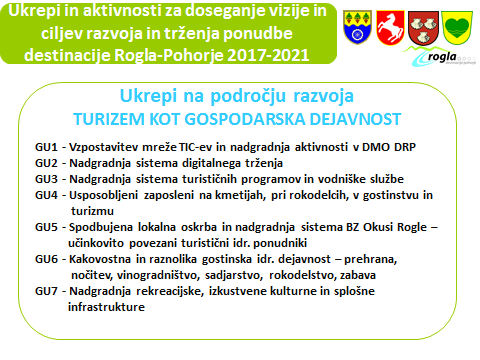 Ukrepi in aktivnosti za doseganje vizije in
ciljev razvoja in trženja ponudbe
destinacije Rogla-Pohorje 2017-2021
rogla
Ukrepi na področju razvoja
TURIZEM KOT GOSPODARSKA DEJAVNOST
GU1 - Vzpostavitev mreže TIC-ev in nadgradnja aktivnosti v DMO DRP
GU2 - Nadgradnja sistema digitalnega trženja
GU3 - Nadgradnja sistema turističnih programov in vodniške službe
GU4 - Usposobljeni zaposleni na kmetijah, pri rokodelcih, v gostinstvu in
turizmu
GU5 - Spodbujena lokalna oskrba in nadgradnja sistema BZ Okusi Rogle –
učinkovito povezani turistični idr. ponudniki
GU6 - Kakovostna in raznolika gostinska idr. dejavnost – prehrana,
nočitev, vinogradništvo, sadjarstvo, rokodelstvo, zabava
GU7 - Nadgradnja rekreacijske, izkustvene kulturne in splošne
infrastrukture